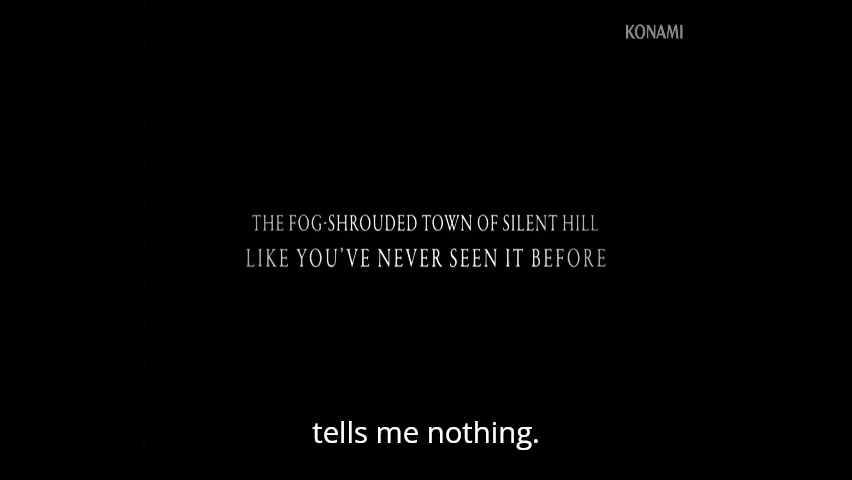 KONAMI
THE FOG-SHROUDED TOWN OF SILENT HILL
LIKE YOU'VE NEVER SEEN IT BEFORE
tells me nothing.